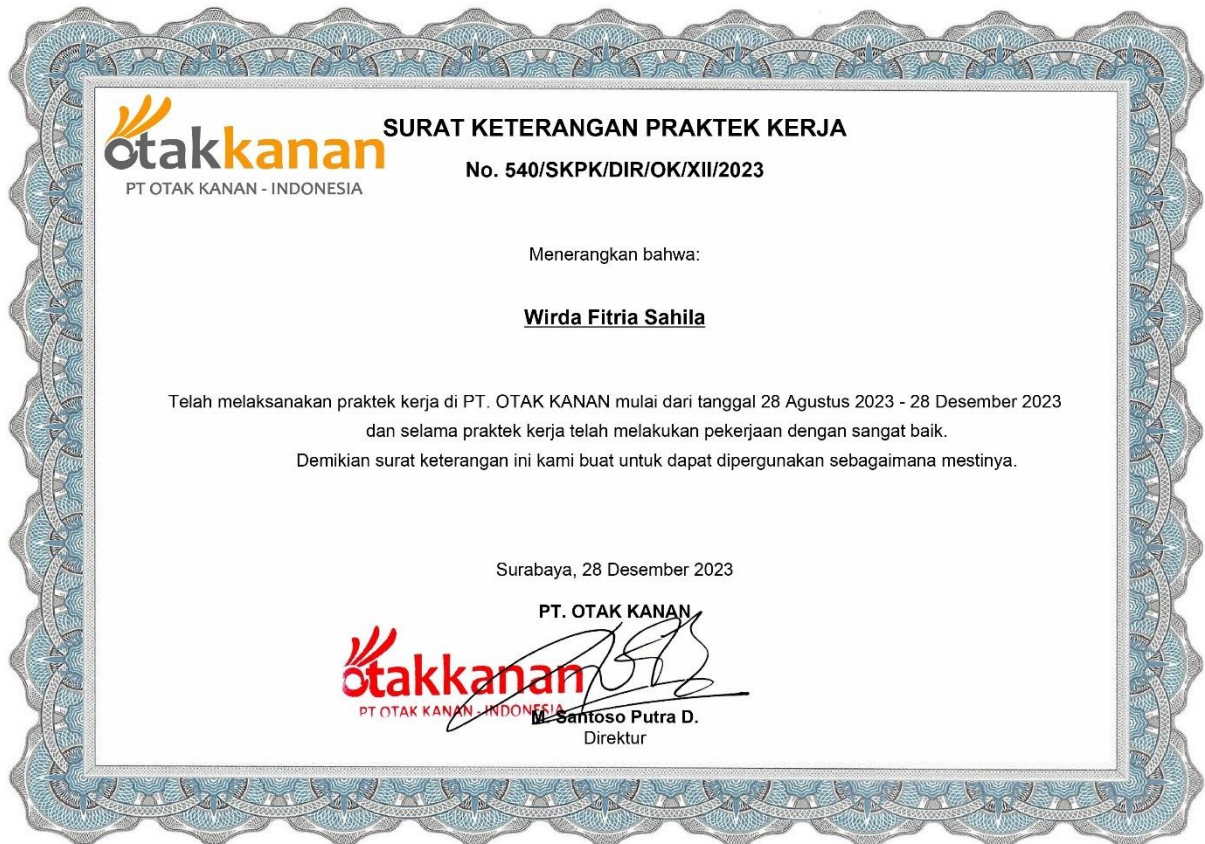 otakkanan
PT OTAK KANAN - INDONESIA
SURAT KETERANGAN PRAKTEK KERJA
No. 540/SKPK/DIR/OK/XII/2023
Menerangkan bahwa:
Wirda Fitria Sahila
Telah melaksanakan praktek kerja di PT. OTAK KANAN mulai dari tanggal 28 Agustus 2023 - 28 Desember 2023
dan selama praktek kerja telah melakukan pekerjaan dengan sangat baik.
Demikian surat keterangan ini kami buat untuk dapat dipergunakan sebagaimana mestinya.
Surabaya, 28 Desember 2023
PT. OTAK KANAN
otakkanan
PT OTAK KANAN - INDONESIA
M. Santoso Putra D.
Direktur